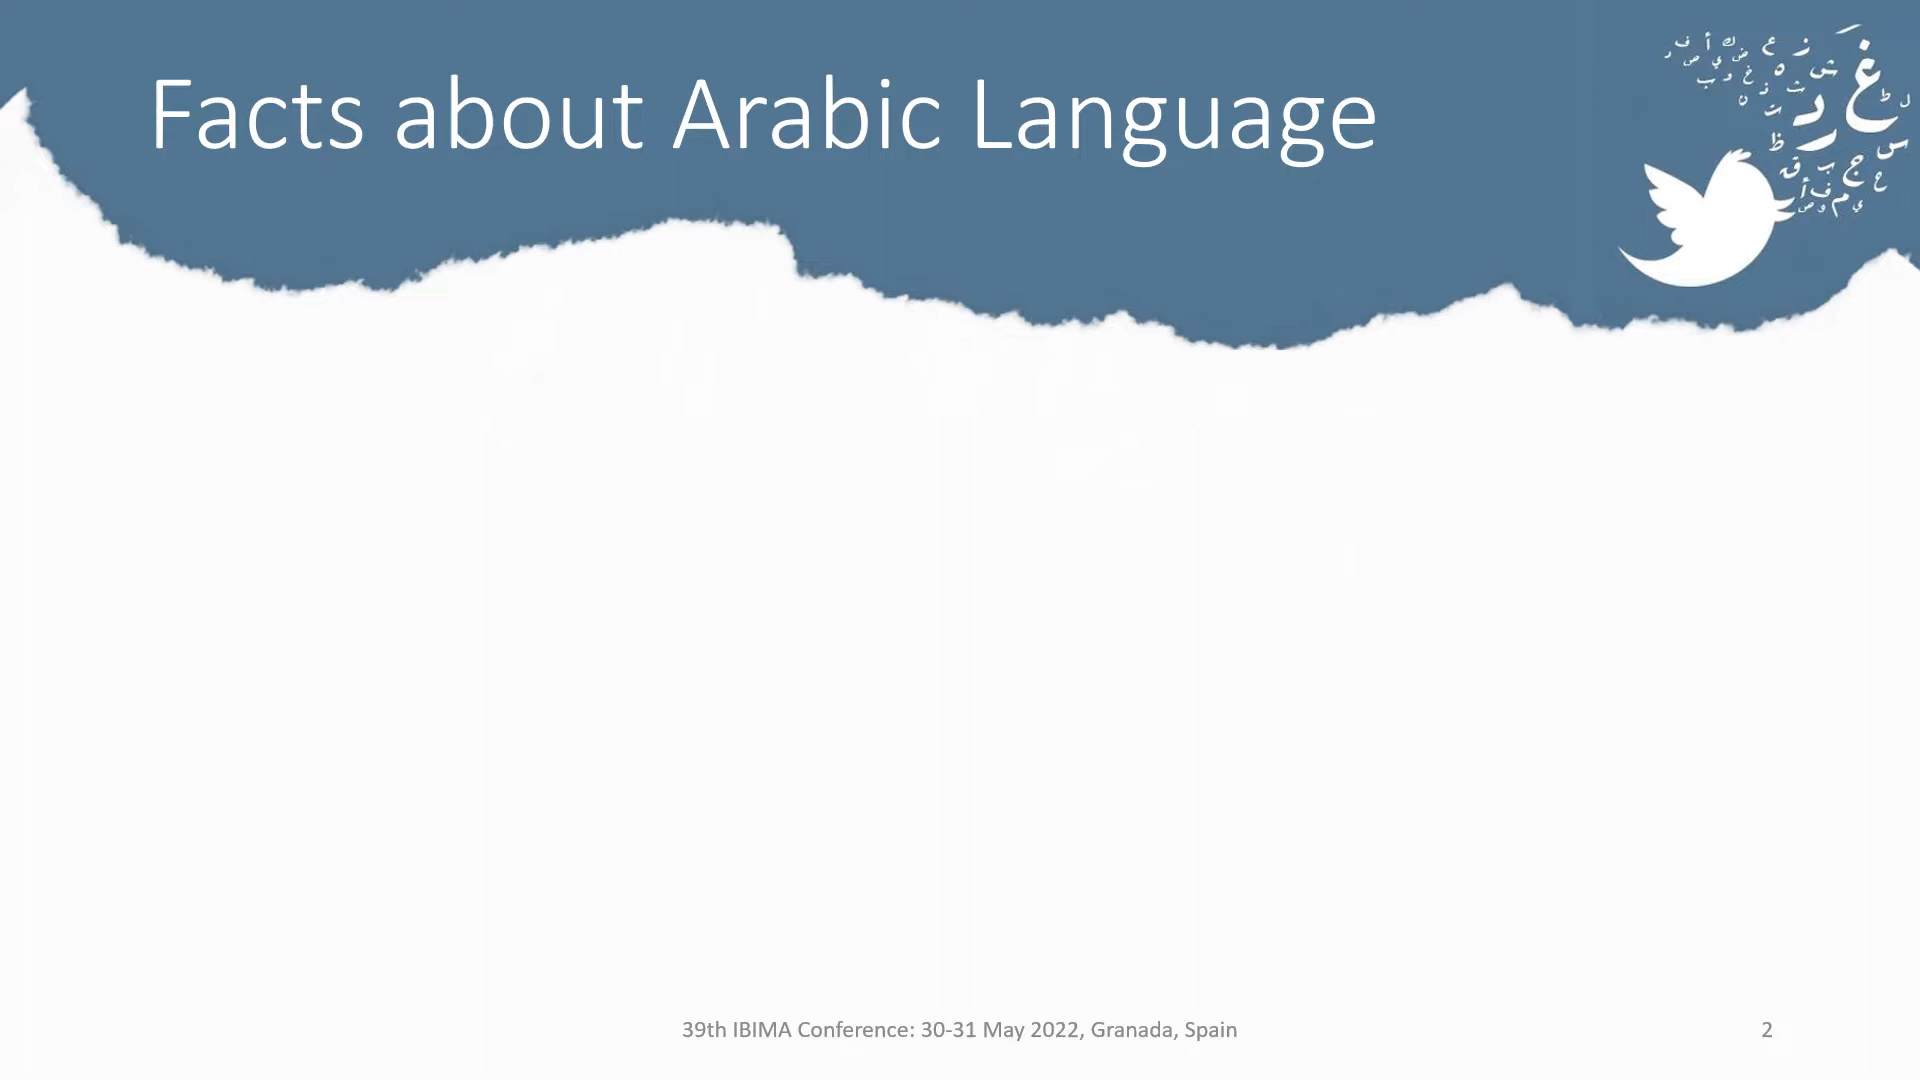 Facts about Arabic Language
39th IBIMA Conference: 30-31 May 2022, Granada, Spain
2